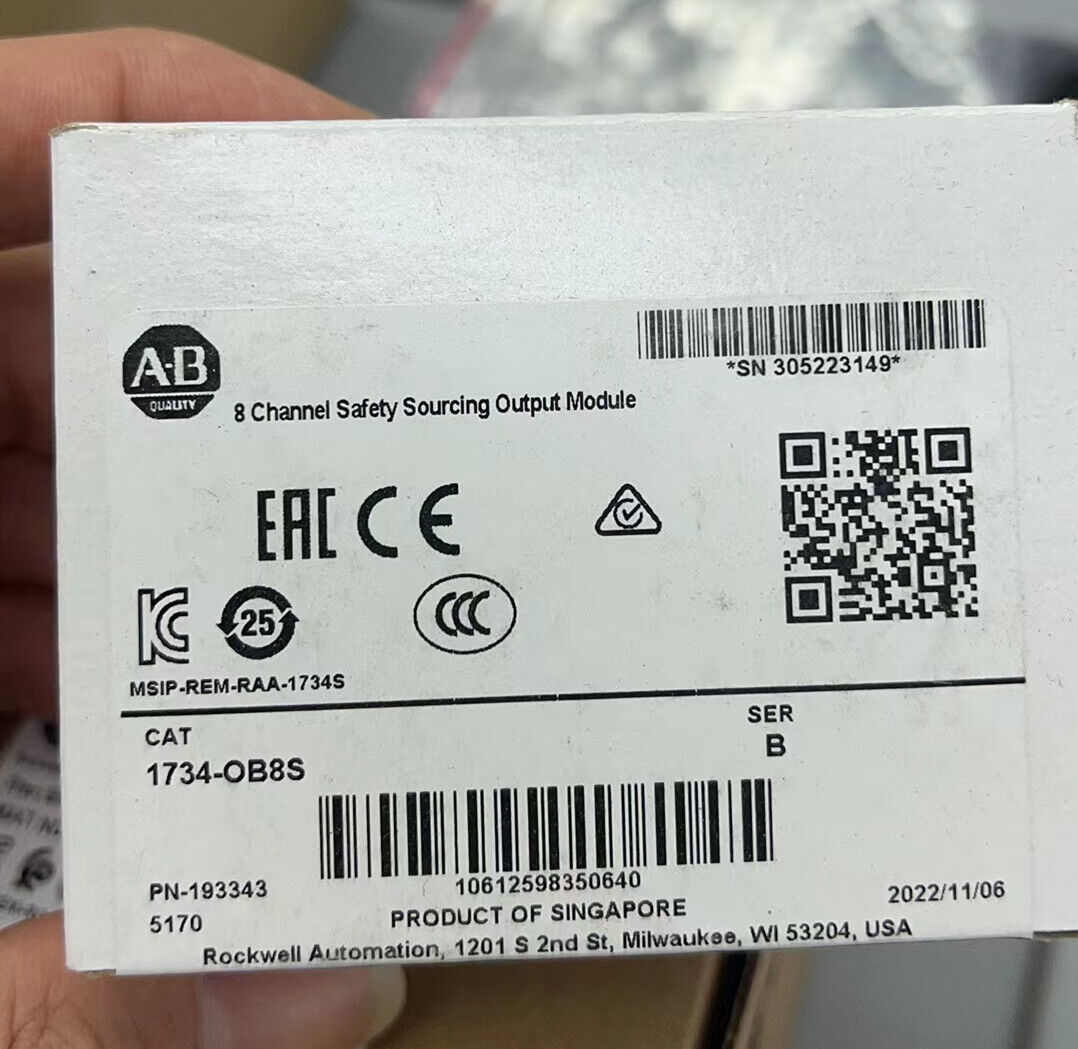 A-B
QUALITY
8 Channel Safety Sourcing Output Module
*SN 305223149*
EAC CE
25
CCC
MSIP-REM-RAA-1734S
CAT
1734-OB8S
SER
B
PN-193343
5170
10612598350640
PRODUCT OF SINGAPORE
2022/11/06
Rockwell Automation, 1201 S 2nd St, Milwaukee, WI 53204, USA